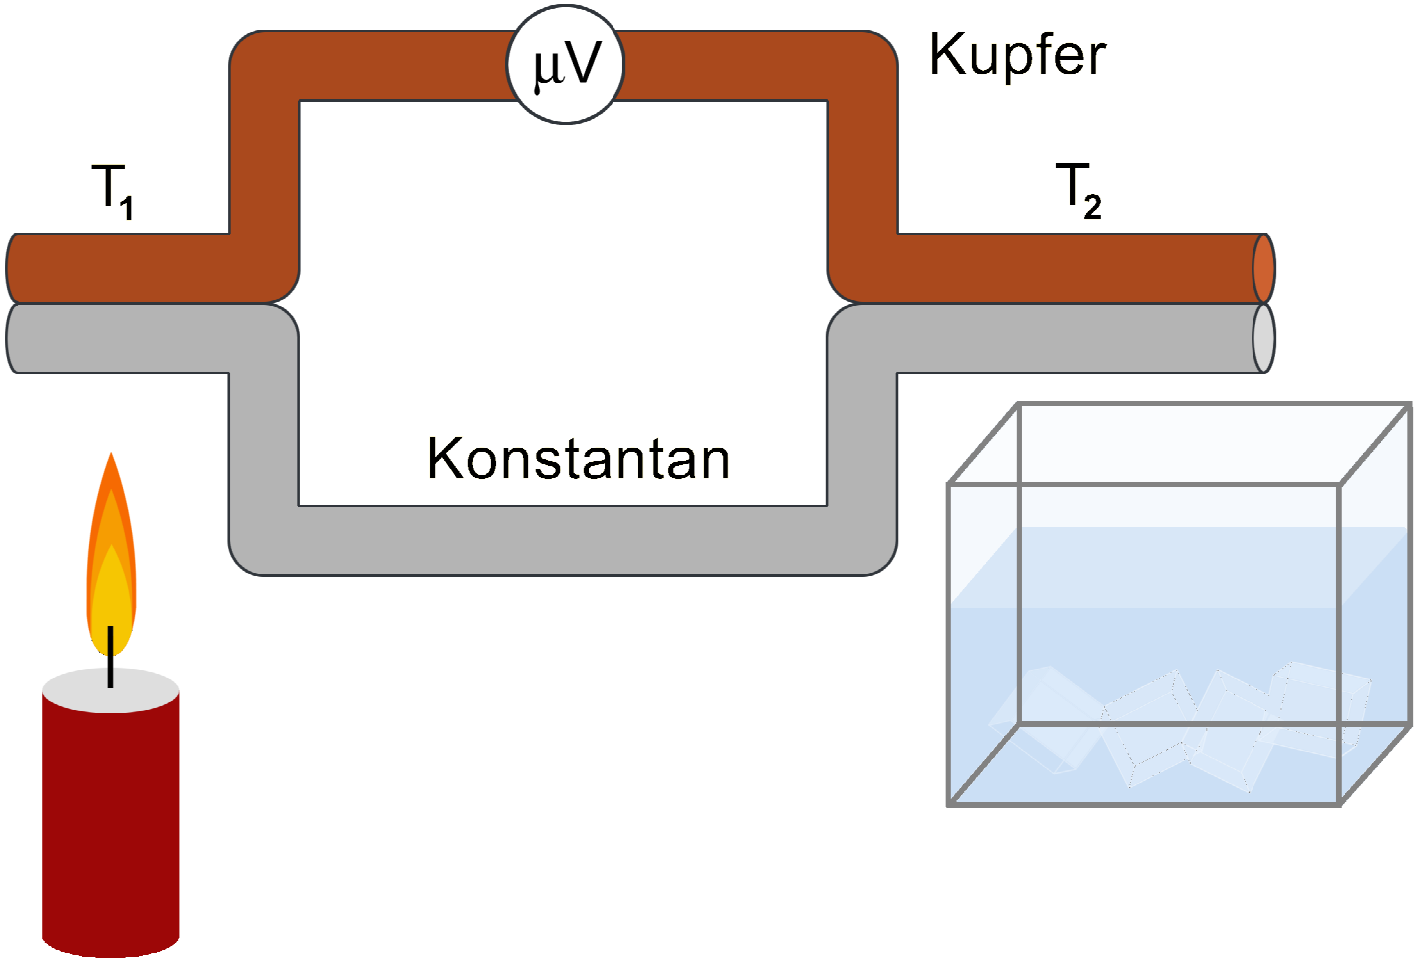 μV
Kupfer
T₁
T₂
Konstantan